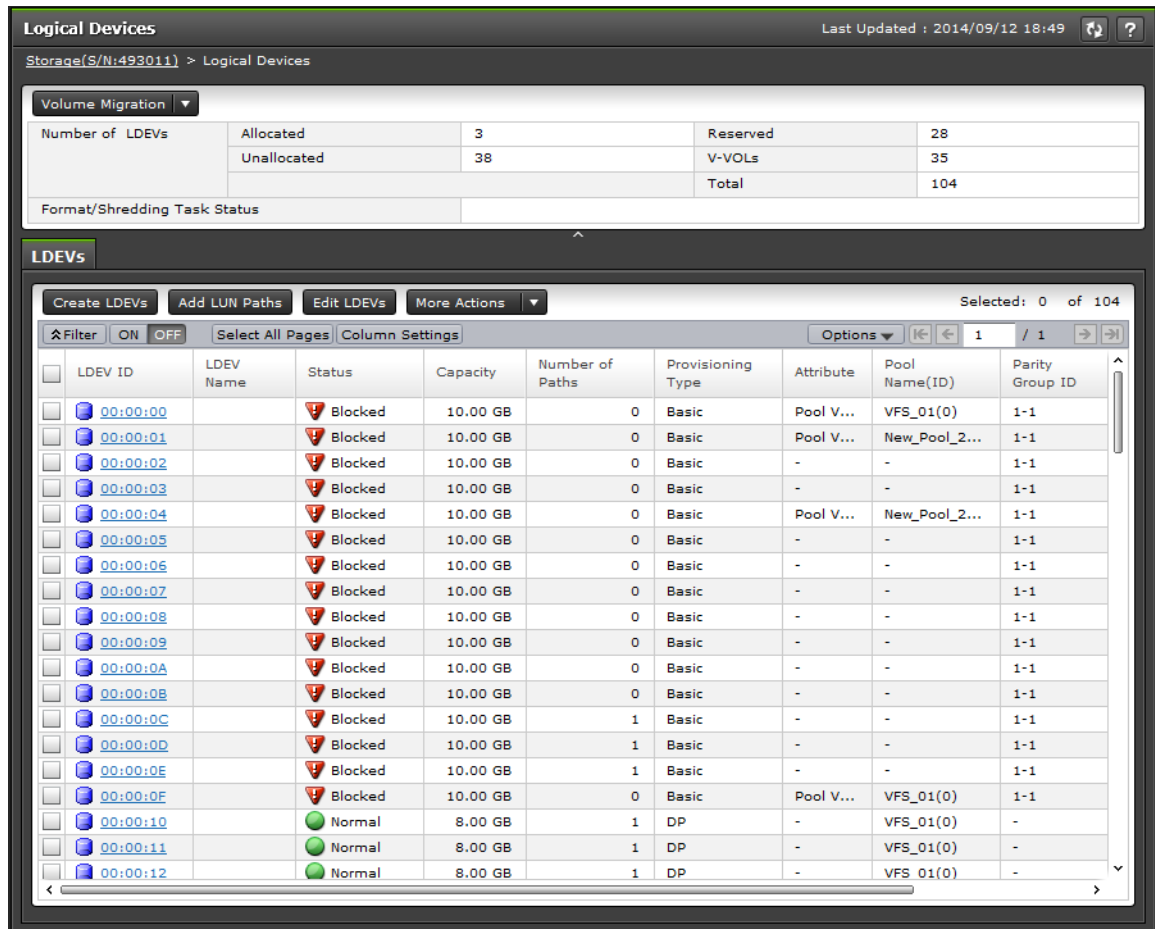 Logical Devices Last Updated : 2014/09/12 18:49 ?
Storage(S/N:493011) > Logical Devices
Volume Migration
Number of LDEVs Allocated 3 Reserved 28
Unallocated 38 V-VOLs 35
Total 104
Format/Shredding Task Status
LDEVs
Create LDEVs Add LUN Paths Edit LDEVs More Actions Selected: 0 of 104
Filter ON OFF Select All Pages Column Settings Options 1 / 1
LDEV ID LDEV Name Status Capacity Number of Paths Provisioning Type Attribute Pool Name(ID) Parity Group ID
00:00:00 Blocked 10.00 GB 0 Basic Pool V... VFS_01(0) 1-1
00:00:01 Blocked 10.00 GB 0 Basic Pool V... New_Pool_2... 1-1
00:00:02 Blocked 10.00 GB 0 Basic - - 1-1
00:00:03 Blocked 10.00 GB 0 Basic - - 1-1
00:00:04 Blocked 10.00 GB 0 Basic Pool V... New_Pool_2... 1-1
00:00:05 Blocked 10.00 GB 0 Basic - - 1-1
00:00:06 Blocked 10.00 GB 0 Basic - - 1-1
00:00:07 Blocked 10.00 GB 0 Basic - - 1-1
00:00:08 Blocked 10.00 GB 0 Basic - - 1-1
00:00:09 Blocked 10.00 GB 0 Basic - - 1-1
00:00:0A Blocked 10.00 GB 0 Basic - - 1-1
00:00:0B Blocked 10.00 GB 0 Basic - - 1-1
00:00:0C Blocked 10.00 GB 1 Basic - - 1-1
00:00:0D Blocked 10.00 GB 1 Basic - - 1-1
00:00:0E Blocked 10.00 GB 1 Basic - - 1-1
00:00:0F Blocked 10.00 GB 0 Basic Pool V... VFS_01(0) 1-1
00:00:10 Normal 8.00 GB 1 DP - VFS_01(0) -
00:00:11 Normal 8.00 GB 1 DP - VFS_01(0) -
00:00:12 Normal 8.00 GB 1 DP - VFS_01(0) -